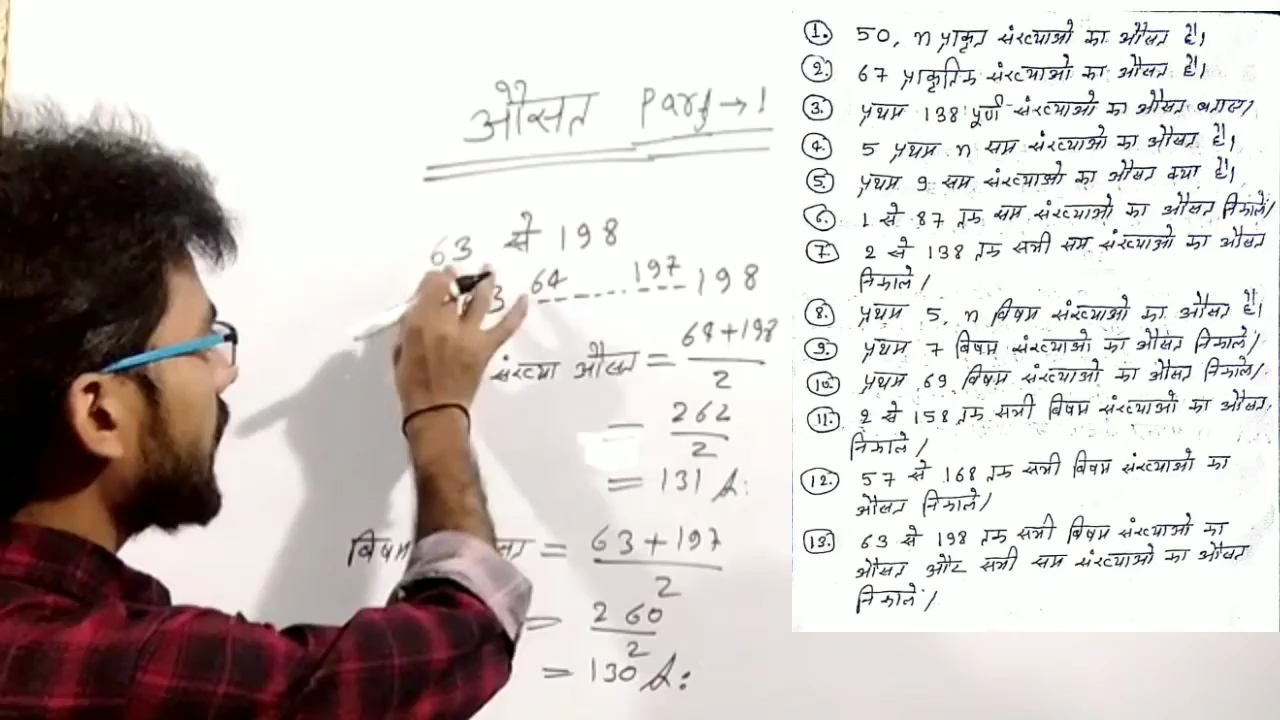 औसत Part → 1
63 से 198
3 64 ------ 197 --- 198
संख्या औसत = 64+198
2
= 262
2
= 131 A:
विषम = 63+197
2
= 260
2
= 130 A:
1. 50, n प्राकृत संख्याओ का औसत है।
2. 67 प्राकृतिक संख्याओ का औसत है।
3. प्रथम 138 पूर्ण संख्याओ का औसत बताए।
4. 5 प्रथम n सम संख्याओ का औसत है।
5. प्रथम 9 सम संख्याओ का औसत क्या है।
6. 1 से 87 तक सम संख्याओ का औसत निकाले।
7. 2 से 138 तक सभी सम संख्याओ का औसत
निकाले।
8. प्रथम 5, n विषम संख्याओ का औसत है।
9. प्रथम 7 विषम संख्याओ का औसत निकाले।
10. प्रथम 69 विषम संख्याओ का औसत निकाले।
11. 2 से 158 तक सभी विषम संख्याओ का औसत
निकाले।
12. 57 से 168 तक सभी विषम संख्याओ का
औसत निकाले।
13. 63 से 198 तक सभी विषम संख्याओ का
औसत और सभी सम संख्याओ का औसत
निकाले।